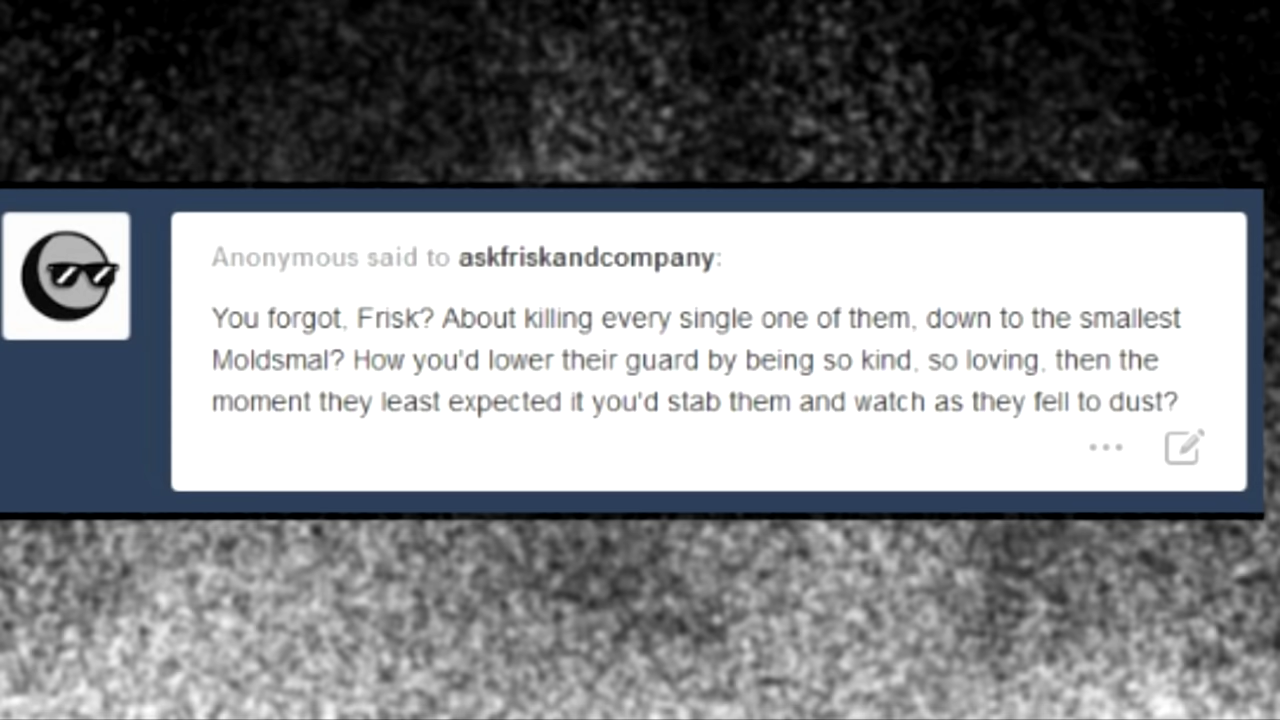 Anonymous said to askfriskandcompany:
You forgot, Frisk? About killing every single one of them, down to the smallest
Moldsmal? How you'd lower their guard by being so kind, so loving, then the
moment they least expected it you'd stab them and watch as they fell to dust?